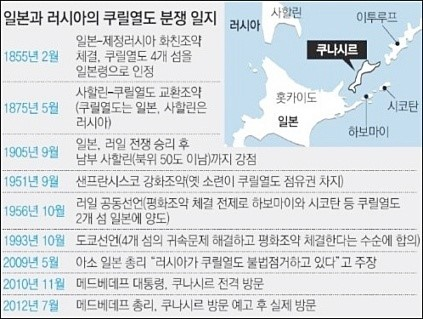 일본과 러시아의 쿠릴열도 분쟁 일지
1855년 2월
일본-제정러시아 화친조약
체결, 쿠릴열도 4개 섬을
일본령으로 인정
1875년 5월
사할린-쿠릴열도 교환조약
(쿠릴열도는 일본, 사할린은
러시아)
1905년 9월
일본, 러일 전쟁 승리 후
남부 사할린(북위 50도 이남)까지 강점
1951년 9월
샌프란시스코 강화조약(옛 소련이 쿠릴열도 점유권 차지)
1956년 10월
러일 공동선언(평화조약 체결 전제로 하보마이와 시코탄 등 쿠릴열도
2개 섬 일본에 양도)
1993년 10월
도쿄선언(4개 섬의 귀속문제 해결하고 평화조약 체결한다는 수순에 합의)
2009년 5월
아소 일본 총리 “러시아가 쿠릴열도 불법점거하고 있다”고 주장
2010년 11월
메드베데프 대통령, 쿠나시르 전격 방문
2012년 7월
메드베데프 총리, 쿠나시르 방문 예고 후 실제 방문
러시아
사할린
이투루프
쿠나시르
홋카이도
일본
시코탄
하보마이